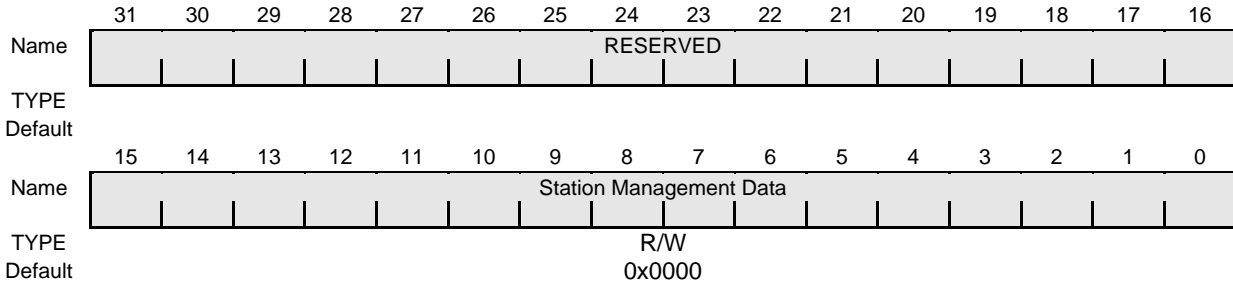 31 30 29 28 27 26 25 24 23 22 21 20 19 18 17 16
Name RESERVED
TYPE
Default
15 14 13 12 11 10 9 8 7 6 5 4 3 2 1 0
Name Station Management Data
TYPE R/W
Default 0x0000